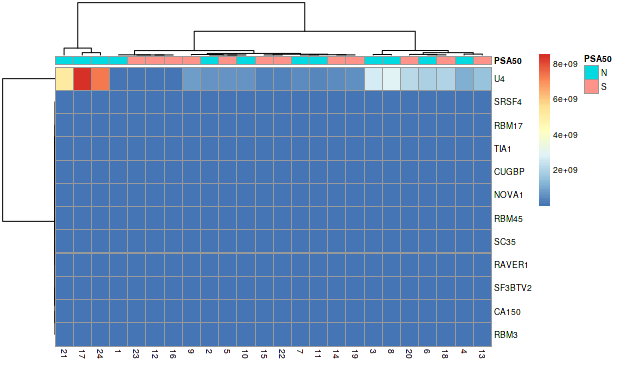 PSA50
U4
SRSF4
RBM17
TIA1
CUGBP
NOVA1
RBM45
SC35
RAVER1
SF3BTV2
CA150
RBM3
21 17 24 1 23 12 16 9 2 5 10 15 22 7 11 14 19 3 8 20 6 18 4 13
8e+09
6e+09
4e+09
2e+09
PSA50
N
S